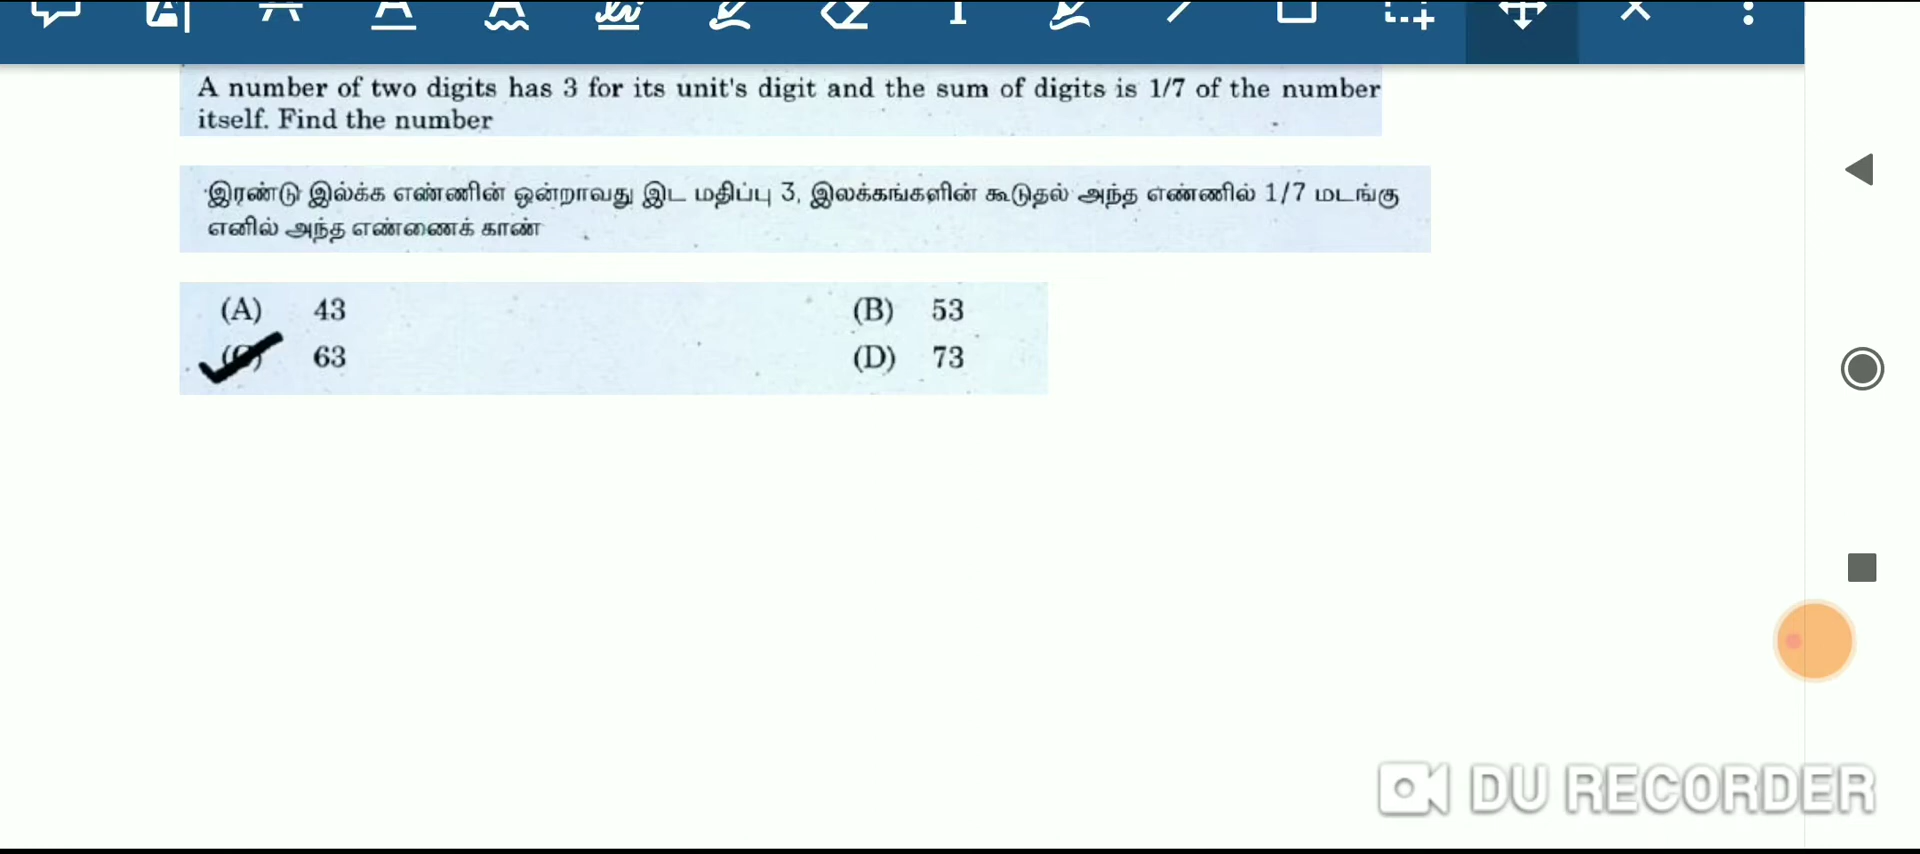 A number of two digits has 3 for its unit's digit and the sum of digits is 1/7 of the number
itself. Find the number
இரண்டு இலக்க எண்ணின் ஒன்றாவது இட மதிப்பு 3, இலக்கங்களின் கூடுதல் அந்த எண்ணில் 1/7 மடங்கு
எனில் அந்த எண்ணைக் காண்
(A) 43 (B) 53
(C) 63 (D) 73
DU RECORDER